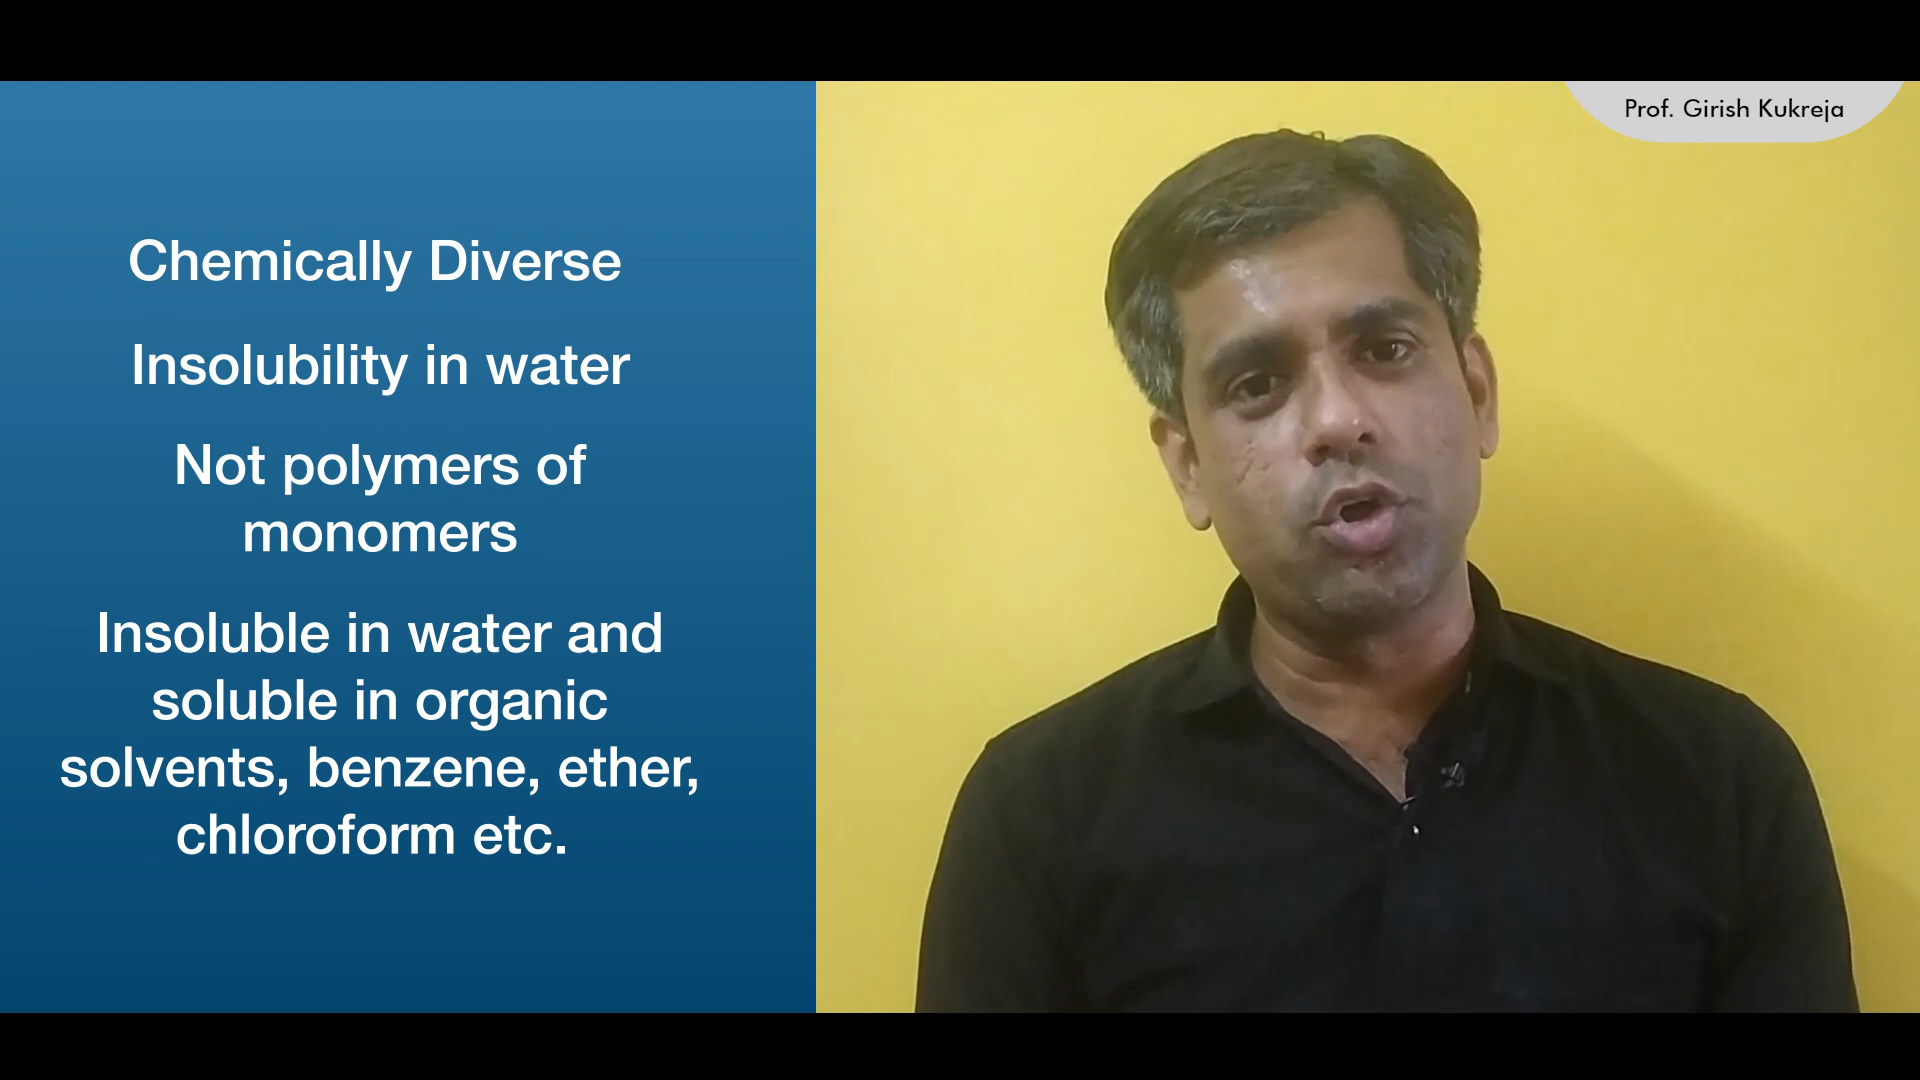 Prof. Girish Kukreja
Chemically Diverse
Insolubility in water
Not polymers of
monomers
Insoluble in water and
soluble in organic
solvents, benzene, ether,
chloroform etc.